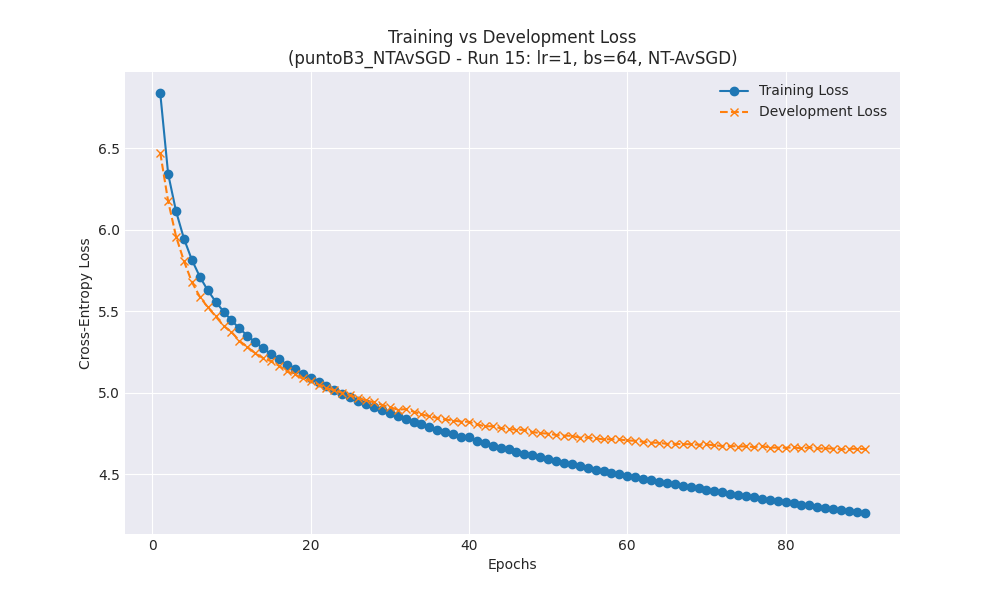 Training vs Development Loss
(puntoB3_NTAvSGD - Run 15: lr=1, bs=64, NT-AvSGD)
Training Loss
Development Loss
Cross-Entropy Loss
6.5
6.0
5.5
5.0
4.5
0 20 40 60 80
Epochs